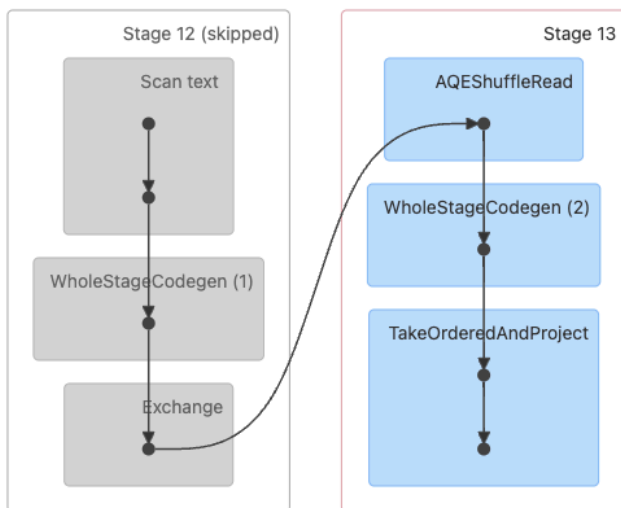 Stage 12 (skipped)
Scan text
WholeStageCodegen (1)
Exchange
Stage 13
AQEShuffleRead
WholeStageCodegen (2)
TakeOrderedAndProject